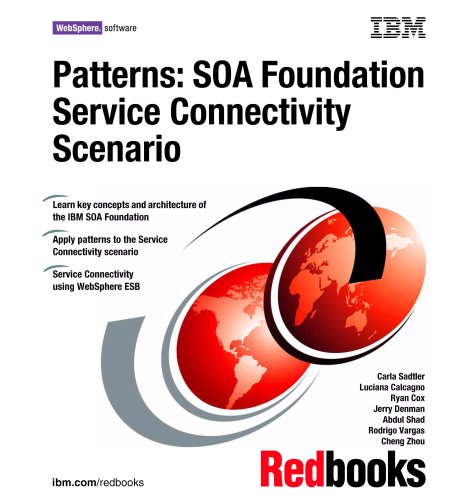 WebSphere. software
IBM
Patterns: SOA Foundation
Service Connectivity
Scenario
Learn key concepts and architecture of
the IBM SOA Foundation
Apply patterns to the Service
Connectivity scenario
Service Connectivity
using WebSphere ESB
Carla Sadtler
Luciana Calcagno
Ryan Cox
Jerry Denman
Abdul Shad
Rodrigo Vargas
Cheng Zhou
ibm.com/redbooks
Redbooks